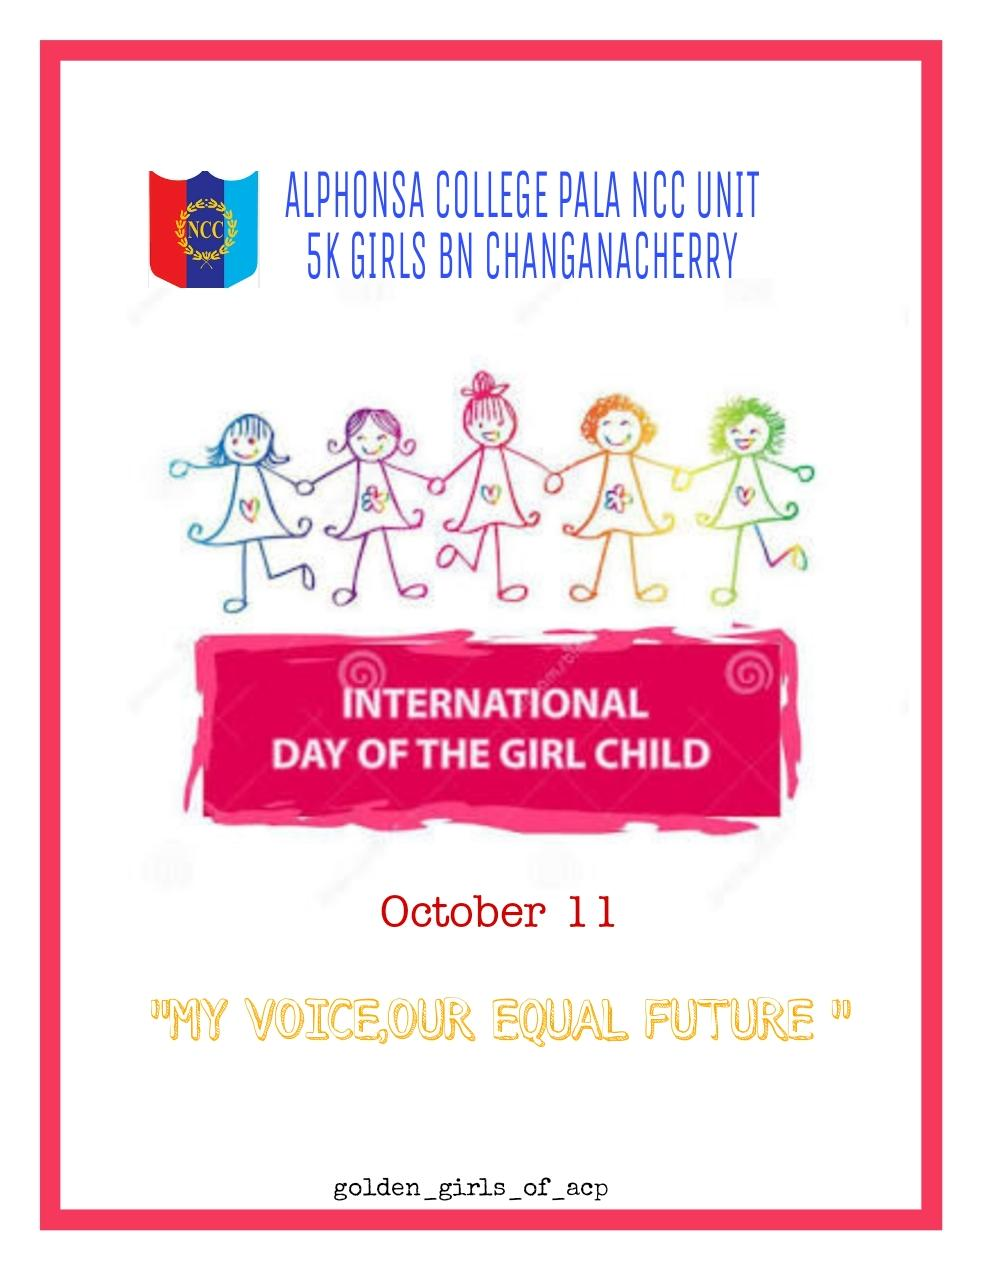 NCC
ALPHONSA COLLEGE PALA NCC UNIT
5K GIRLS BN CHANGANACHERRY
INTERNATIONAL
DAY OF THE GIRL CHILD
October 11
"MY VOICE,OUR EQUAL FUTURE "
golden_girls_of_acp